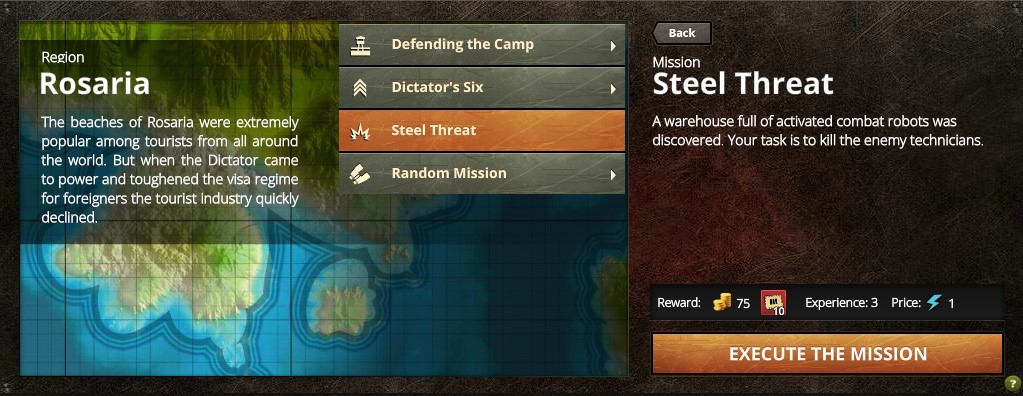 Region
Rosaria
The beaches of Rosaria were extremely
popular among tourists from all around
the world. But when the Dictator came
to power and toughened the visa regime
for foreigners the tourist industry quickly
declined.
Defending the Camp
Dictator's Six
Steel Threat
Random Mission
Back
Mission
Steel Threat
A warehouse full of activated combat robots was
discovered. Your task is to kill the enemy technicians.
Reward: 75 10 Experience: 3 Price: 1
EXECUTE THE MISSION
?